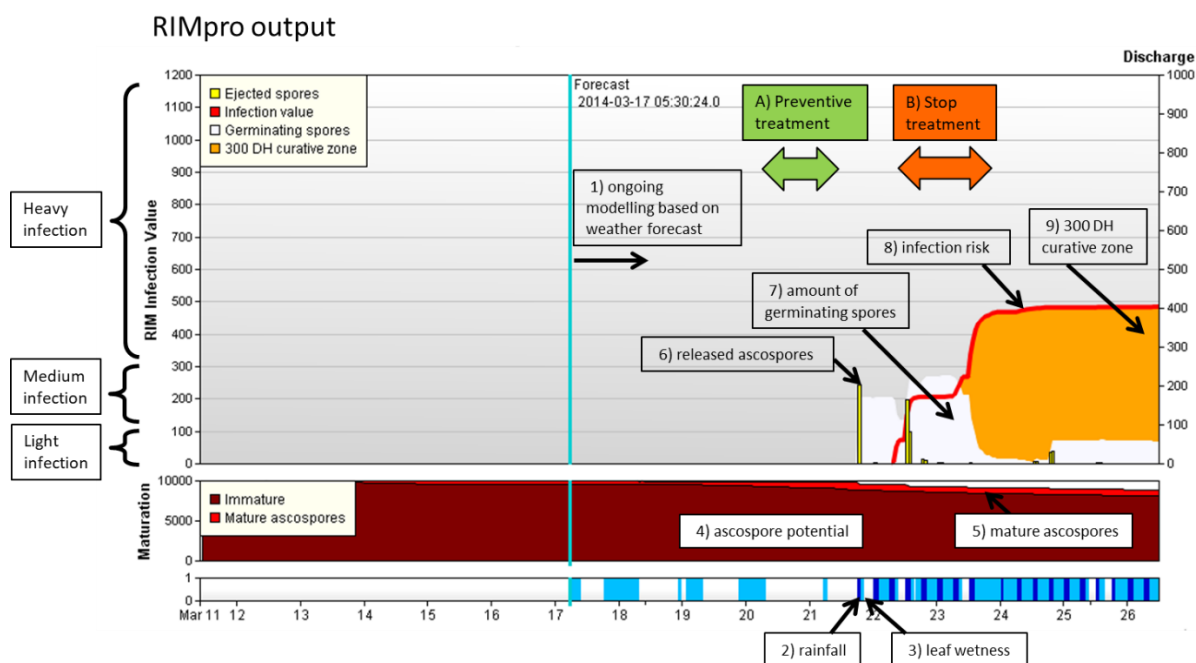 RIMpro output
Discharge
1200
1100
1000
900
800
700
600
500
400
300
200
100
0
RIM Infection Value
Ejected spores
Infection value
Germinating spores
300 DH curative zone
Forecast
2014-03-17 05:30:24.0
A) Preventive
treatment
B) Stop
treatment
1) ongoing
modelling based on
weather forecast
8) infection risk
9) 300 DH
curative zone
7) amount of
germinating spores
6) released ascospores
Heavy
infection
Medium
infection
Light
infection
1000
900
800
700
600
500
400
300
200
100
0
Maturation
10000
5000
0
Immature
Mature ascospores
4) ascospore potential
5) mature ascospores
1
0
Mar 11 12 13 14 15 16 17 18 19 20 21 22 23 24 25 26
2) rainfall
3) leaf wetness